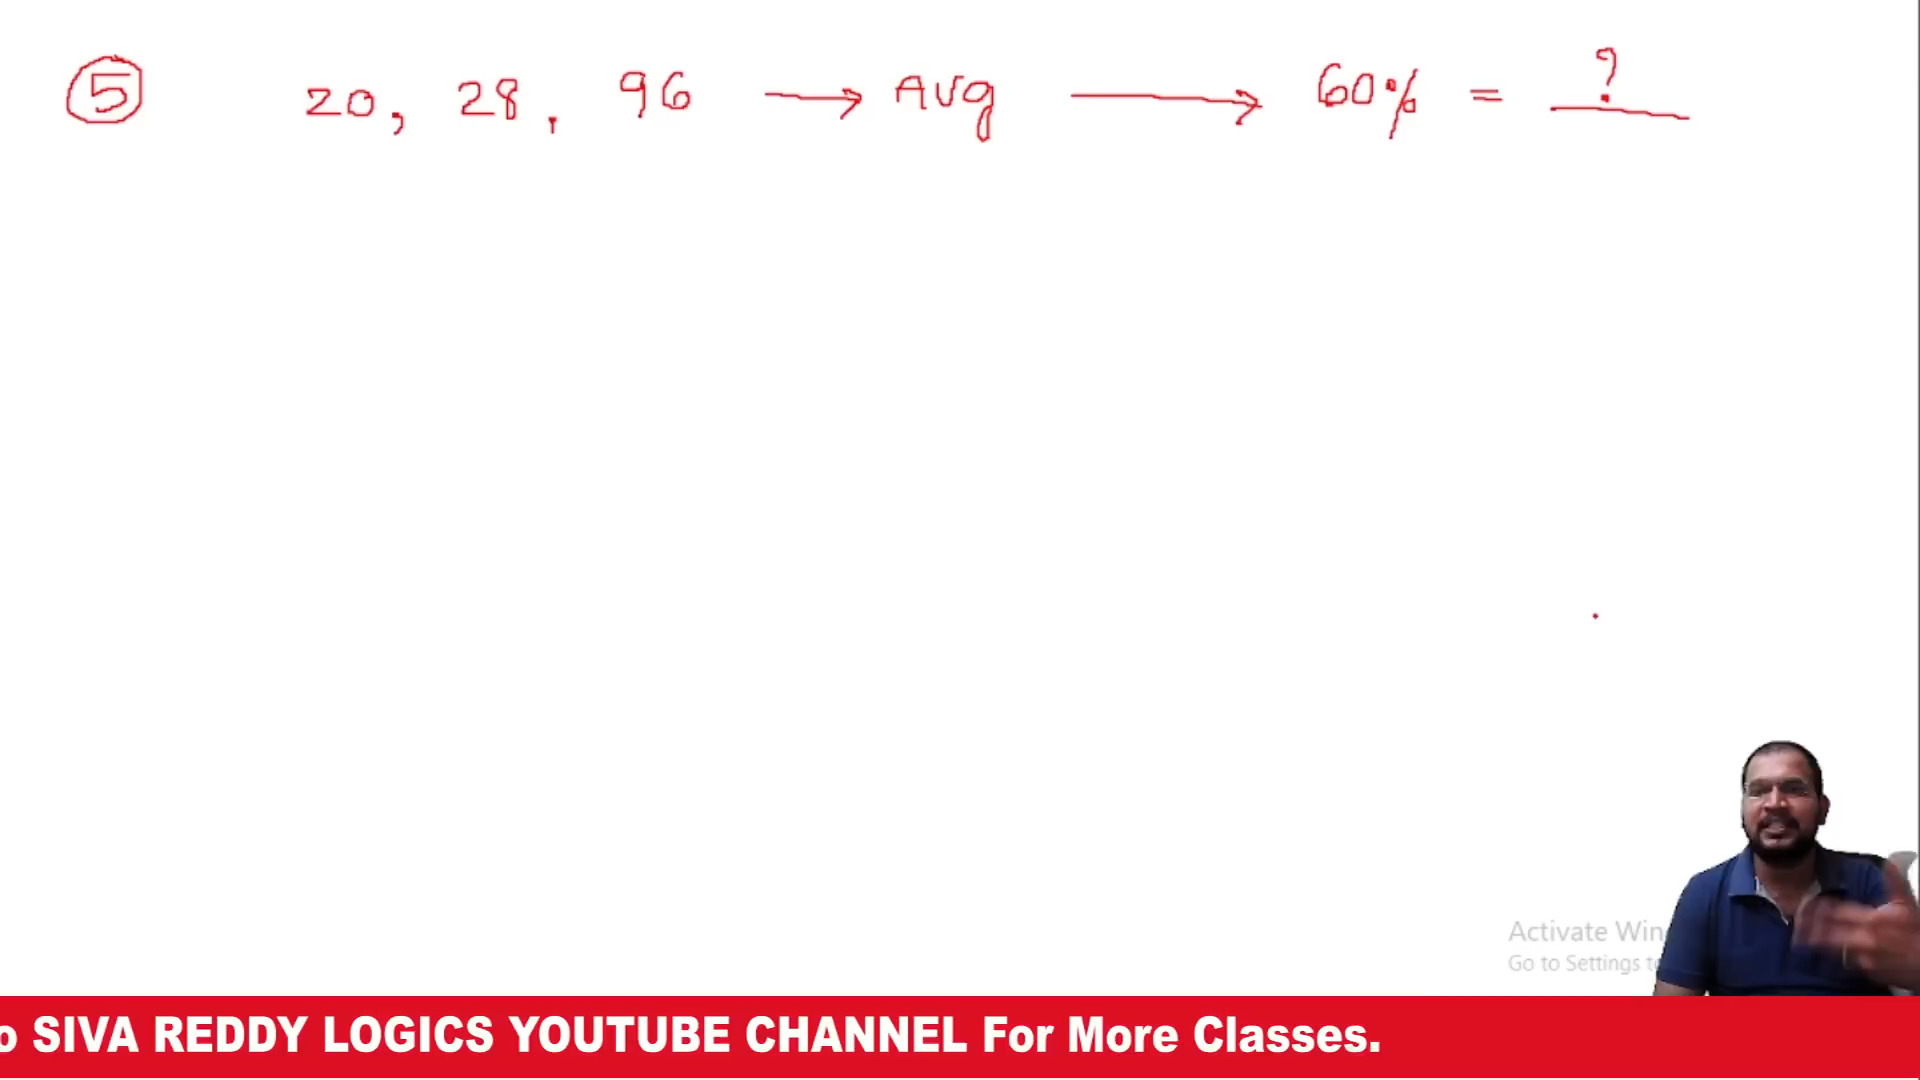 5 20, 28, 96 → Avg → 60% = ?
Activate Win
Go to Settings t
o SIVA REDDY LOGICS YOUTUBE CHANNEL For More Classes.